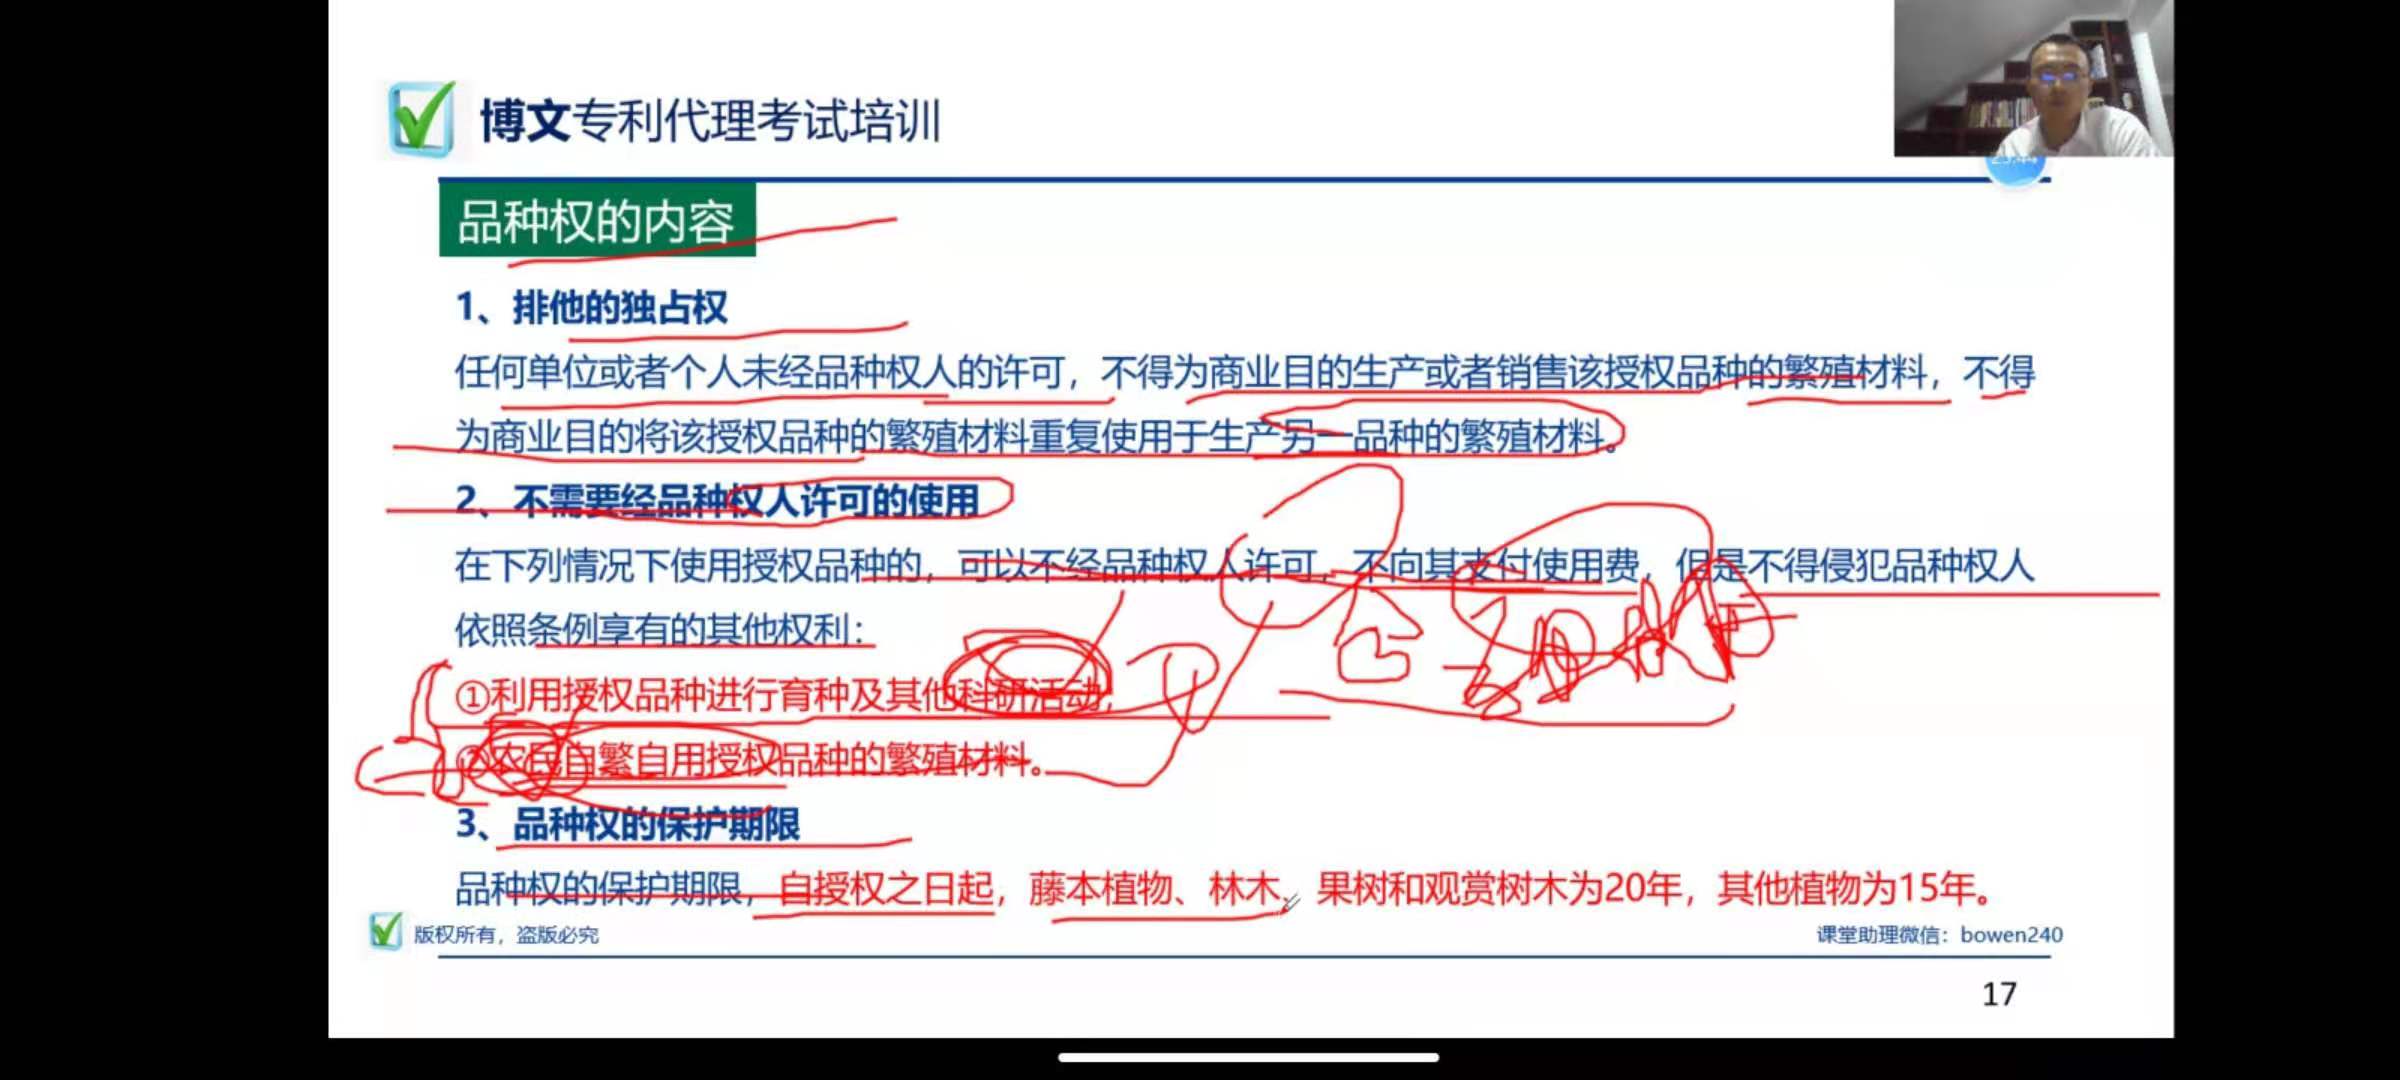 博文专利代理考试培训
品种权的内容
1、排他的独占权
任何单位或者个人未经品种权人的许可，不得为商业目的生产或者销售该授权品种的繁殖材料，不得
为商业目的将该授权品种的繁殖材料重复使用于生产另一品种的繁殖材料。
2、不需要经品种权人许可的使用
在下列情况下使用授权品种的，可以不经品种权人许可，不向其支付使用费，但是不得侵犯品种权人
依照条例享有的其他权利：
①利用授权品种进行育种及其他科研活动；
②农民自繁自用授权品种的繁殖材料。
3、品种权的保护期限
品种权的保护期限，自授权之日起，藤本植物、林木、果树和观赏树木为20年，其他植物为15年。
版权所有，盗版必究
课堂助理微信：bowen240
17